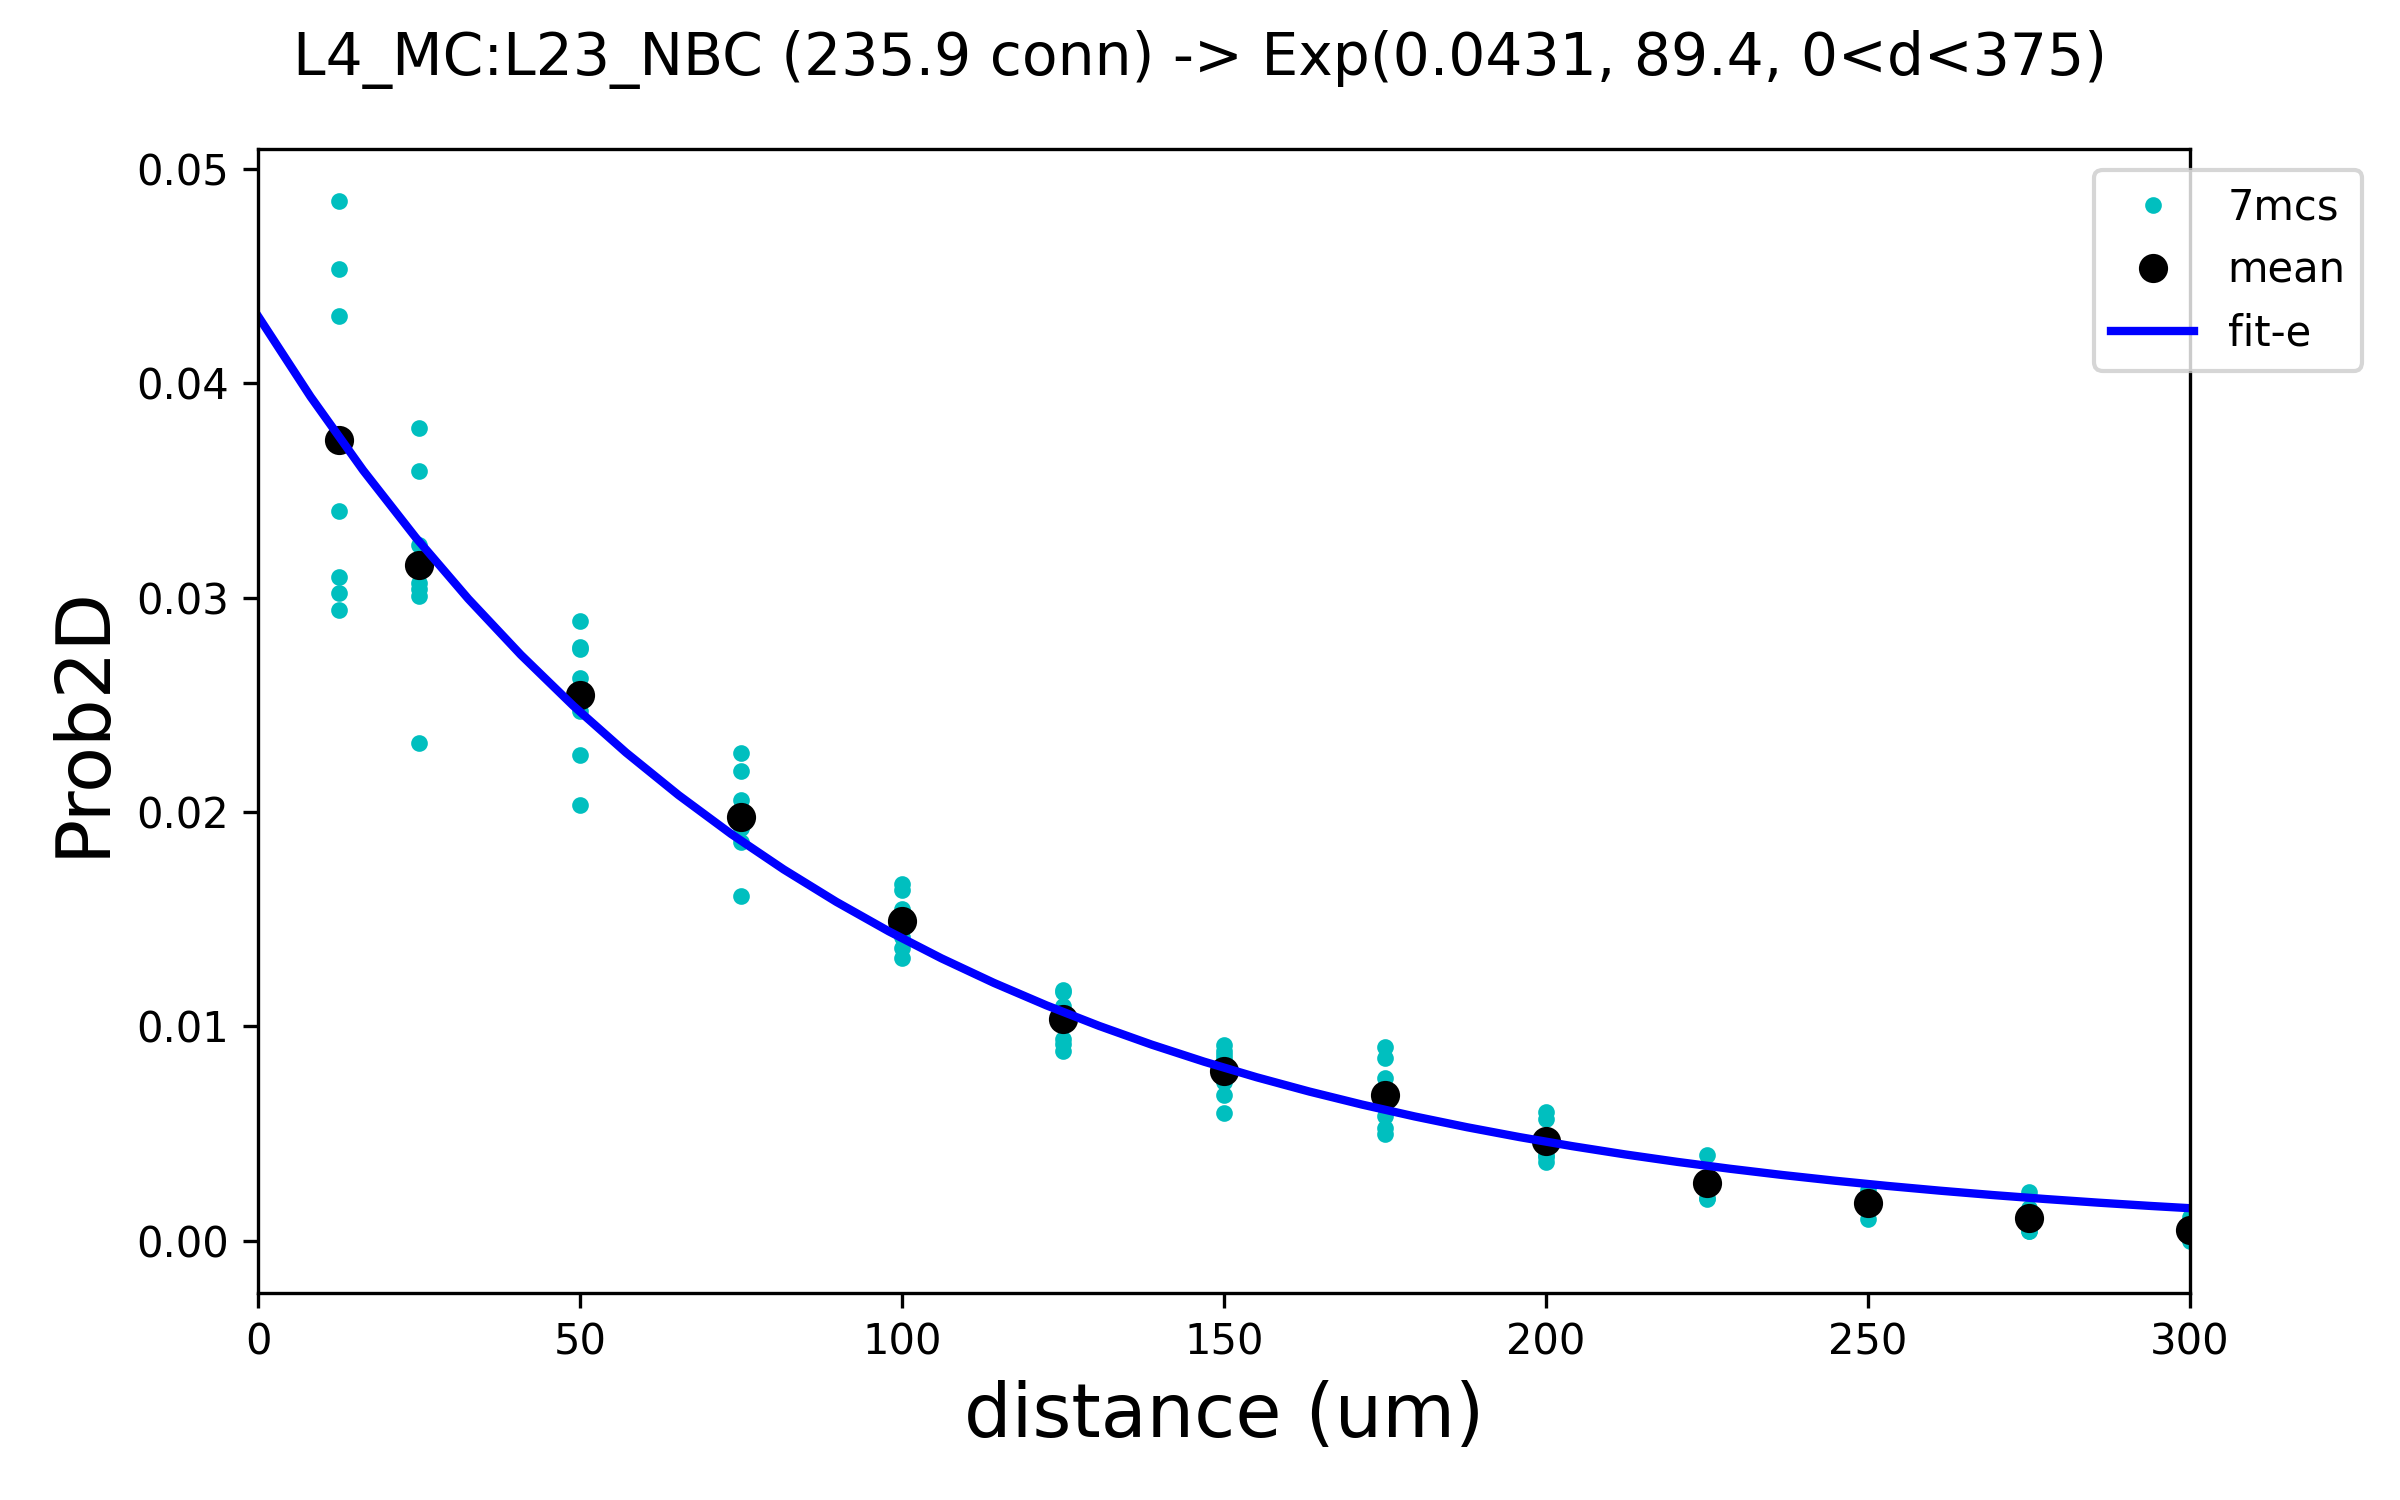 L4_MC:L23_NBC (235.9 conn) -> Exp(0.0431, 89.4, 0<d<375)
0.05
0.04
0.03
0.02
0.01
0.00
Prob2D
7mcs
mean
fit-e
0 50 100 150 200 250 300
distance (um)